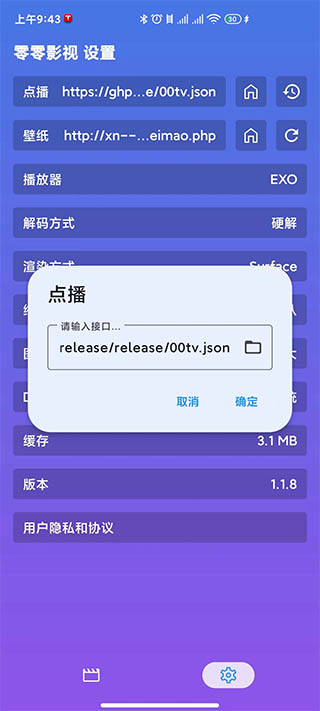 上午9:43
80
零零影视 设置
点播 https://ghp...e/00tv.json
壁纸 http://xn--...eimao.php
播放器 EXO
解码方式 硬解
渲染方式 Surface
点播
请输入接口...
release/release/00tv.json
取消 确定
缓存 3.1 MB
版本 1.1.8
用户隐私和协议